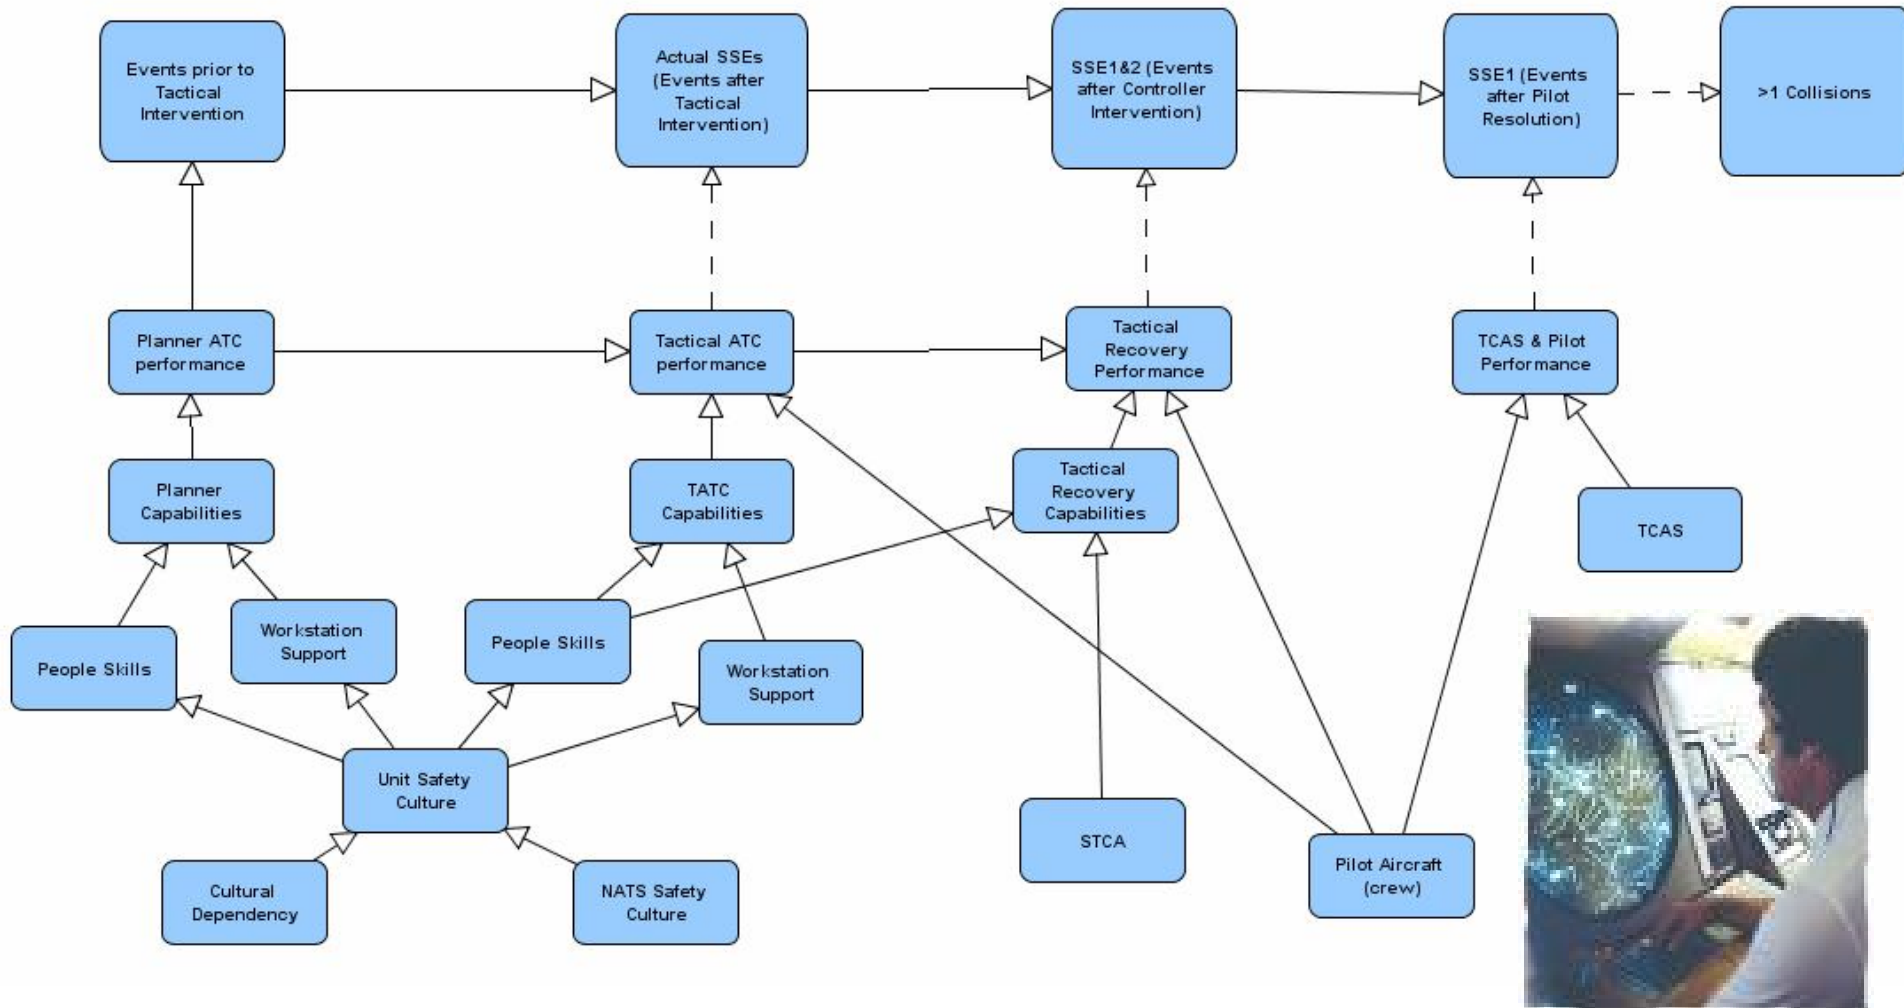 Events prior to
Tactical
Intervention
Actual SSEs
(Events after
Tactical
Intervention)
SSE1&2 (Events
after Controller
Intervention)
SSE1 (Events
after Pilot
Resolution)
>1 Collisions
Planner ATC
performance
Tactical ATC
performance
Tactical
Recovery
Performance
TCAS & Pilot
Performance
Planner
Capabilities
TATC
Capabilities
Tactical
Recovery
Capabilities
TCAS
People Skills
Workstation
Support
People Skills
Workstation
Support
Unit Safety
Culture
STCA
Pilot Aircraft
(crew)
Cultural
Dependency
NATS Safety
Culture